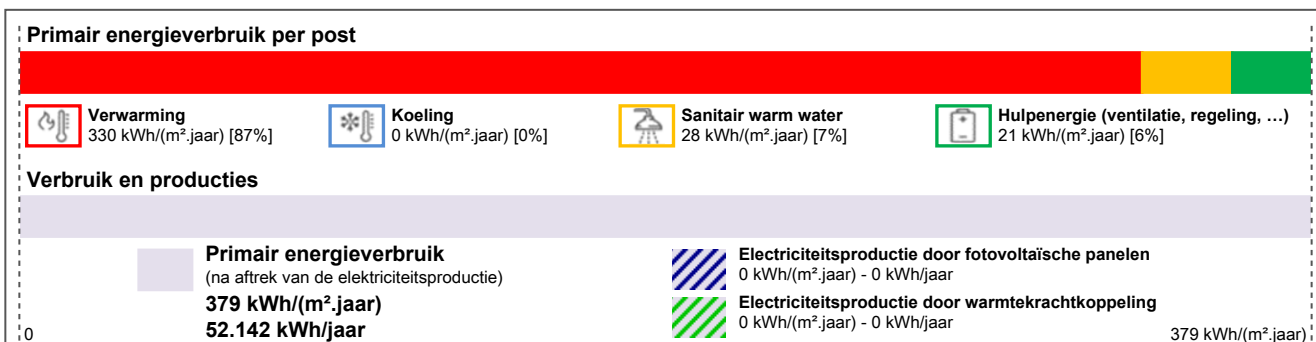 Primair energieverbruik per post
Verwarming
330 kWh/(m².jaar) [87%]
Koeling
0 kWh/(m².jaar) [0%]
Sanitair warm water
28 kWh/(m².jaar) [7%]
Hulpenergie (ventilatie, regeling, …)
21 kWh/(m².jaar) [6%]
Verbruik en producties
Primair energieverbruik
(na aftrek van de elektriciteitsproductie)
379 kWh/(m².jaar)
52.142 kWh/jaar
Electriciteitsproductie door fotovoltaïsche panelen
0 kWh/(m².jaar) - 0 kWh/jaar
Electriciteitsproductie door warmtekrachtkoppeling
0 kWh/(m².jaar) - 0 kWh/jaar
0
379 kWh/(m².jaar)